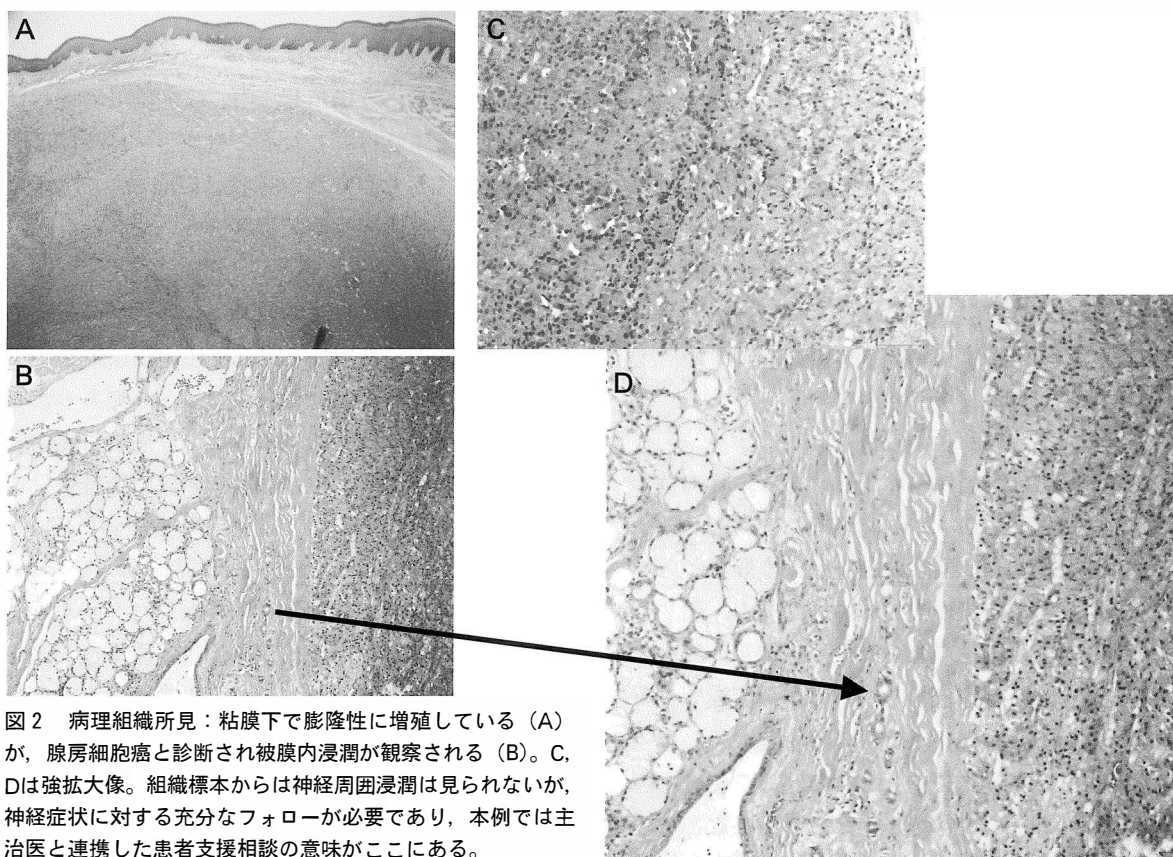 A
C
B
D
図2 病理組織所見：粘膜下で膨隆性に増殖している（A）
が，腺房細胞癌と診断され被膜内浸潤が観察される（B）。C,
Dは強拡大像。組織標本からは神経周囲浸潤は見られないが，
神経症状に対する充分なフォローが必要であり，本例では主
治医と連携した患者支援相談の意味がここにある。